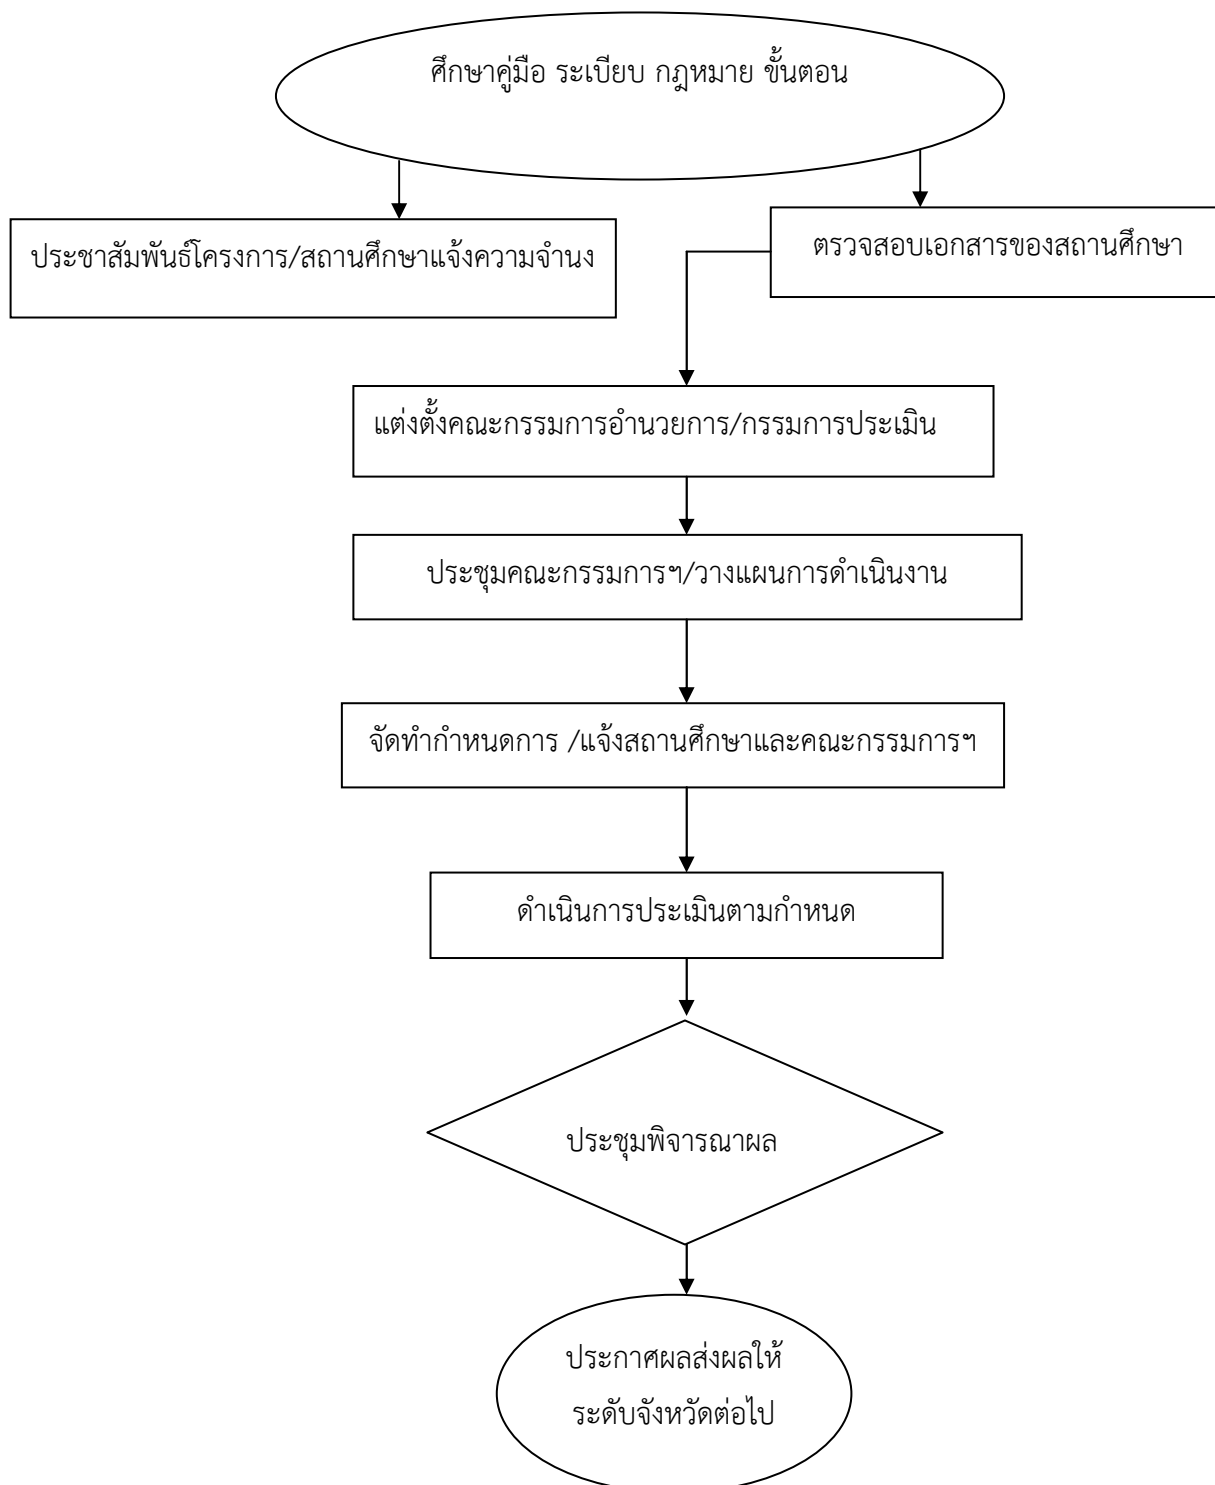 ศึกษาคู่มือ ระเบียบ กฎหมาย ขั้นตอน
ประชาสัมพันธ์โครงการ/สถานศึกษาแจ้งความจำนง
ตรวจสอบเอกสารของสถานศึกษา
แต่งตั้งคณะกรรมการอำนวยการ/กรรมการประเมิน
ประชุมคณะกรรมการฯ/วางแผนการดำเนินงาน
จัดทำกำหนดการ /แจ้งสถานศึกษาและคณะกรรมการฯ
ดำเนินการประเมินตามกำหนด
ประชุมพิจารณาผล
ประกาศผลส่งผลให้
ระดับจังหวัดต่อไป